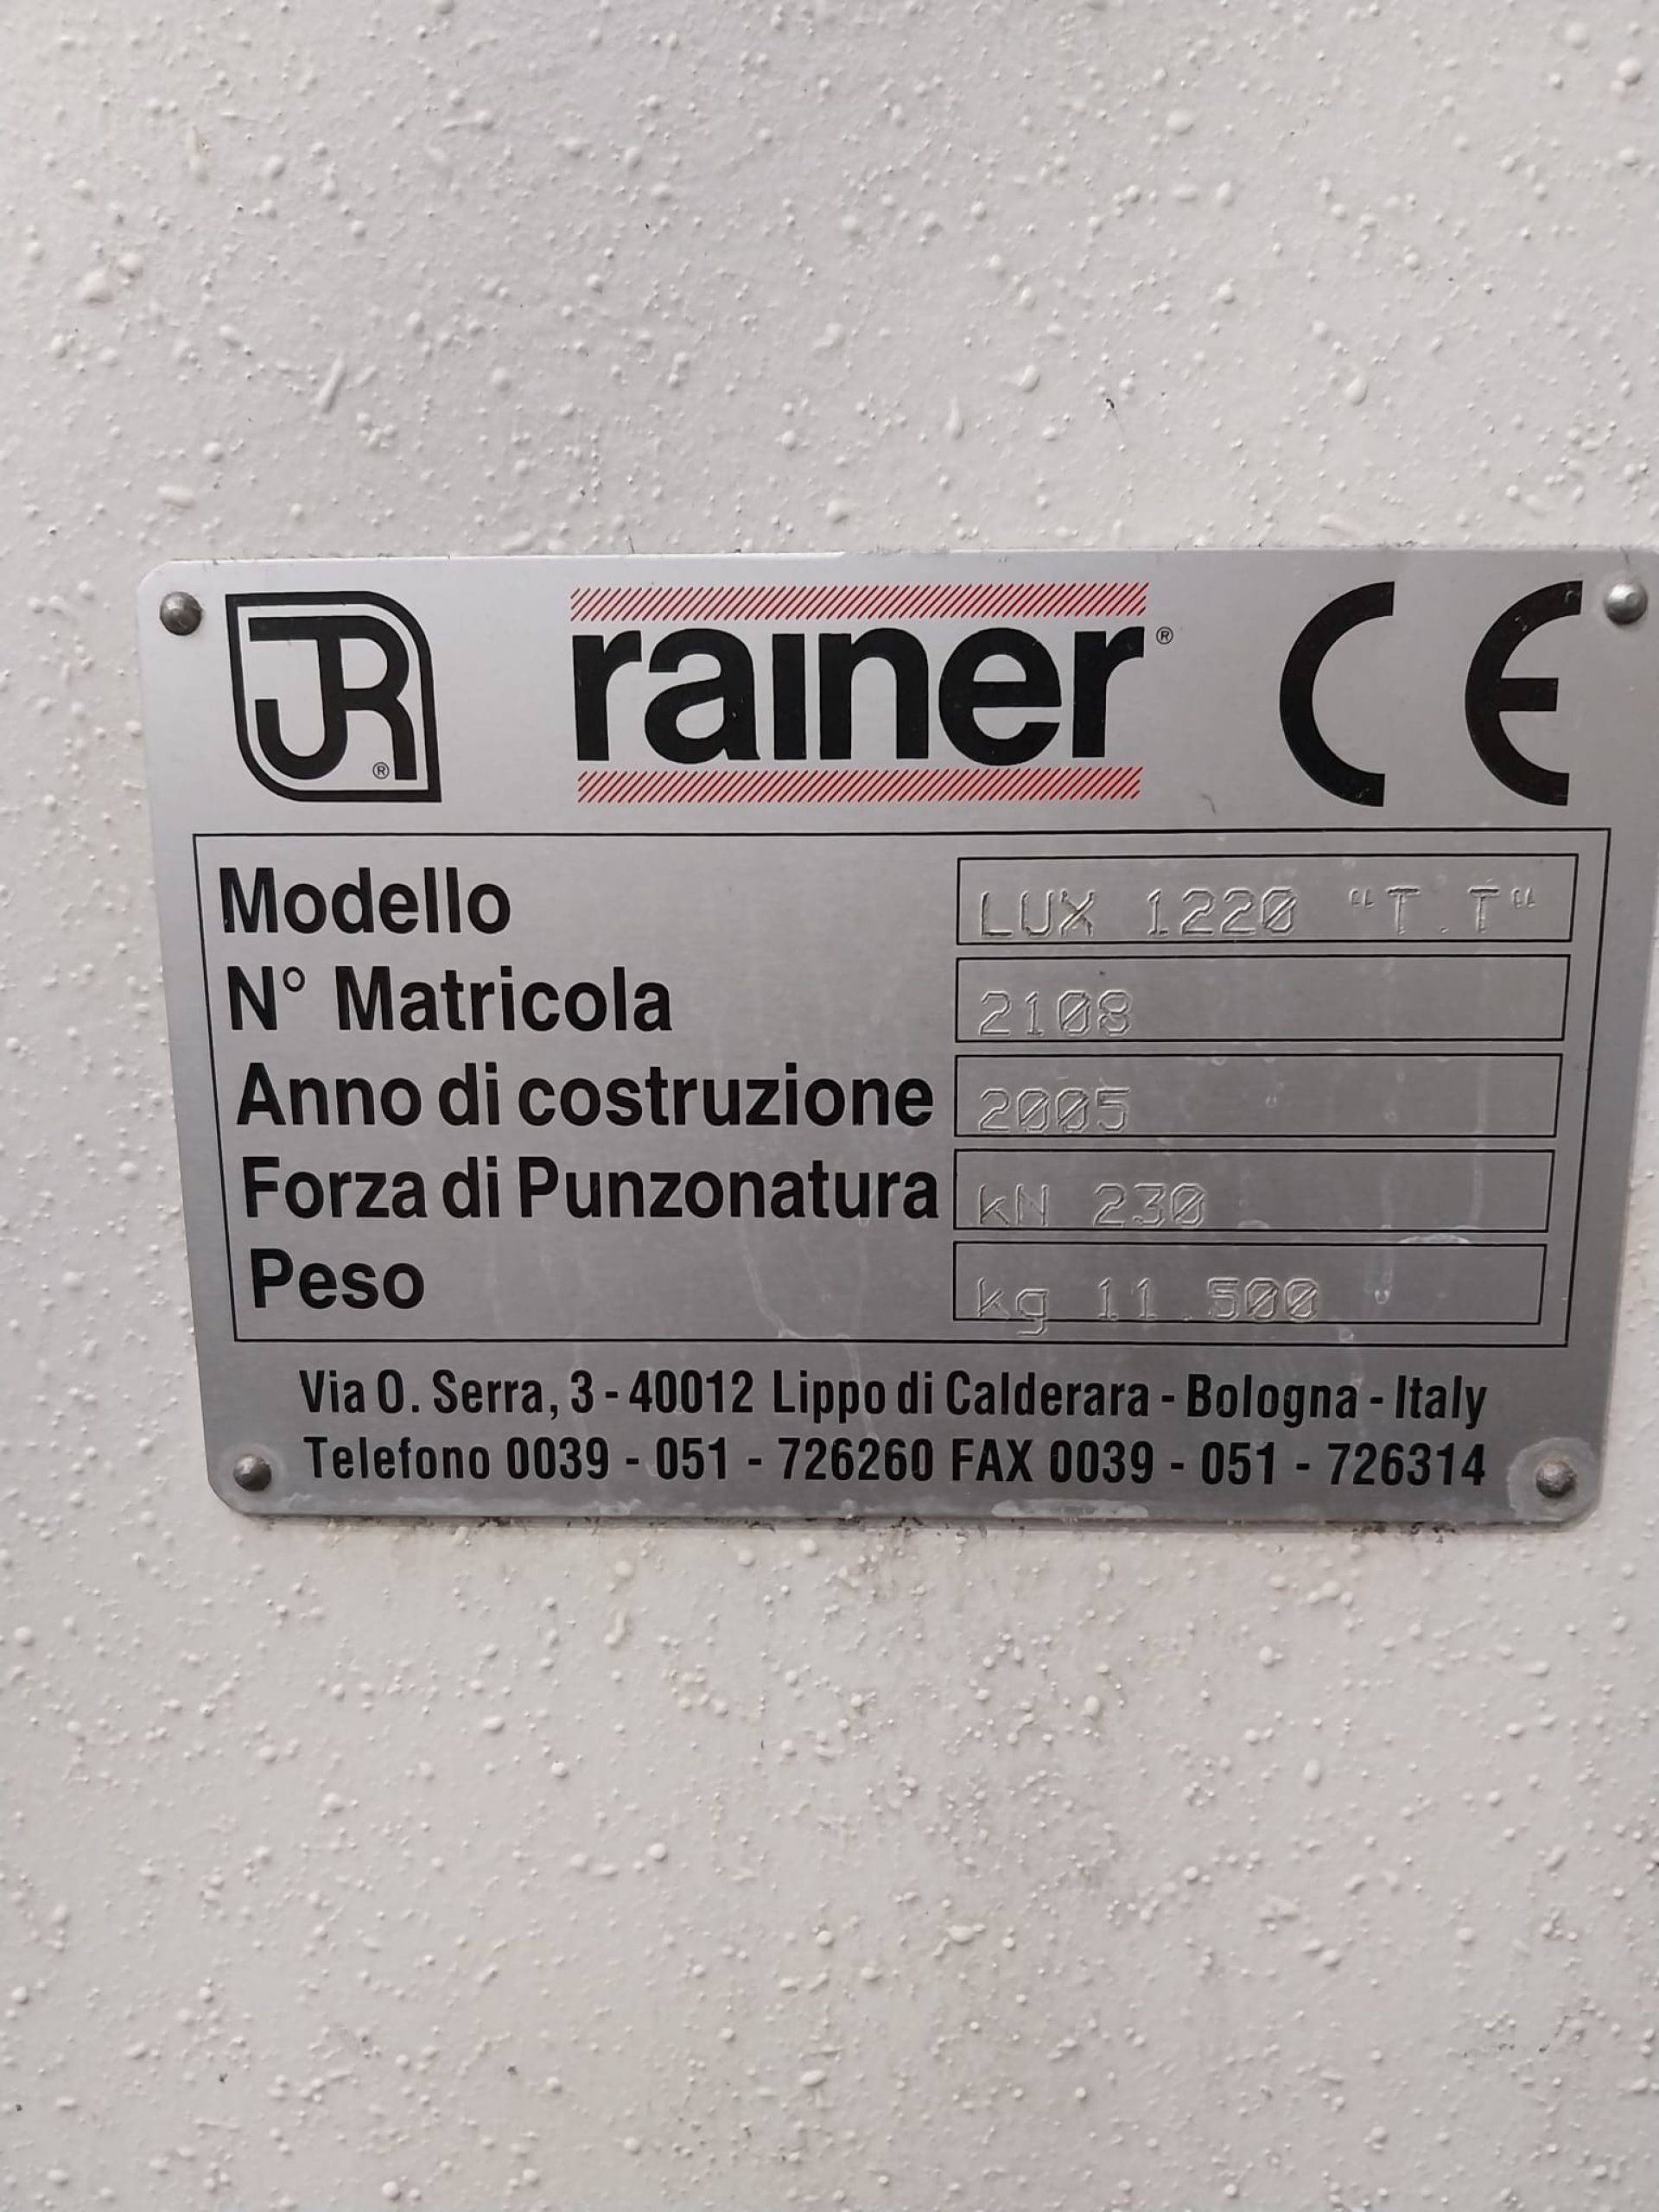 JR ® rainer ® CE
Modello LUX 1220 "T.T"
N° Matricola 2108
Anno di costruzione 2005
Forza di Punzonatura kN 230
Peso kg 11.500
Via O. Serra, 3 - 40012 Lippo di Calderara - Bologna - Italy
Telefono 0039 - 051 - 726260 FAX 0039 - 051 - 726314